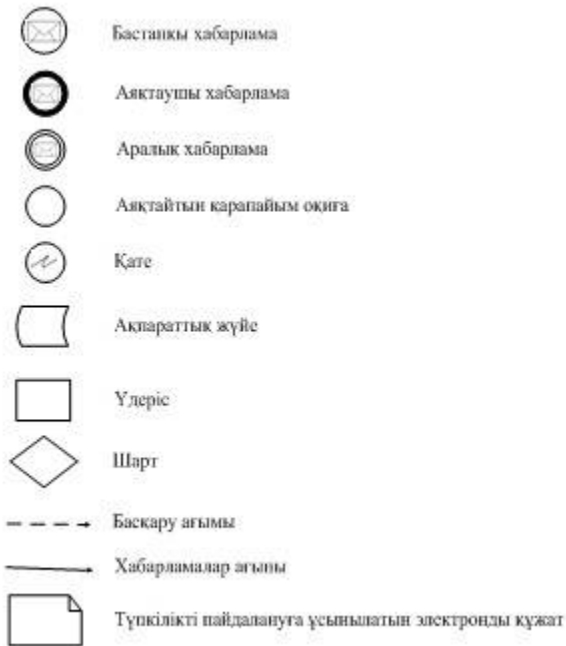 Бастапқы хабарлама
Аяқтаушы хабарлама
Аралық хабарлама
Аяқтайтын қарапайым оқиға
Қате
Ақпараттық жүйе
Үдеріс
Шарт
Басқару ағымы
Хабарламалар ағыны
Түпкілікті пайдалануға ұсынылатын электронды құжат